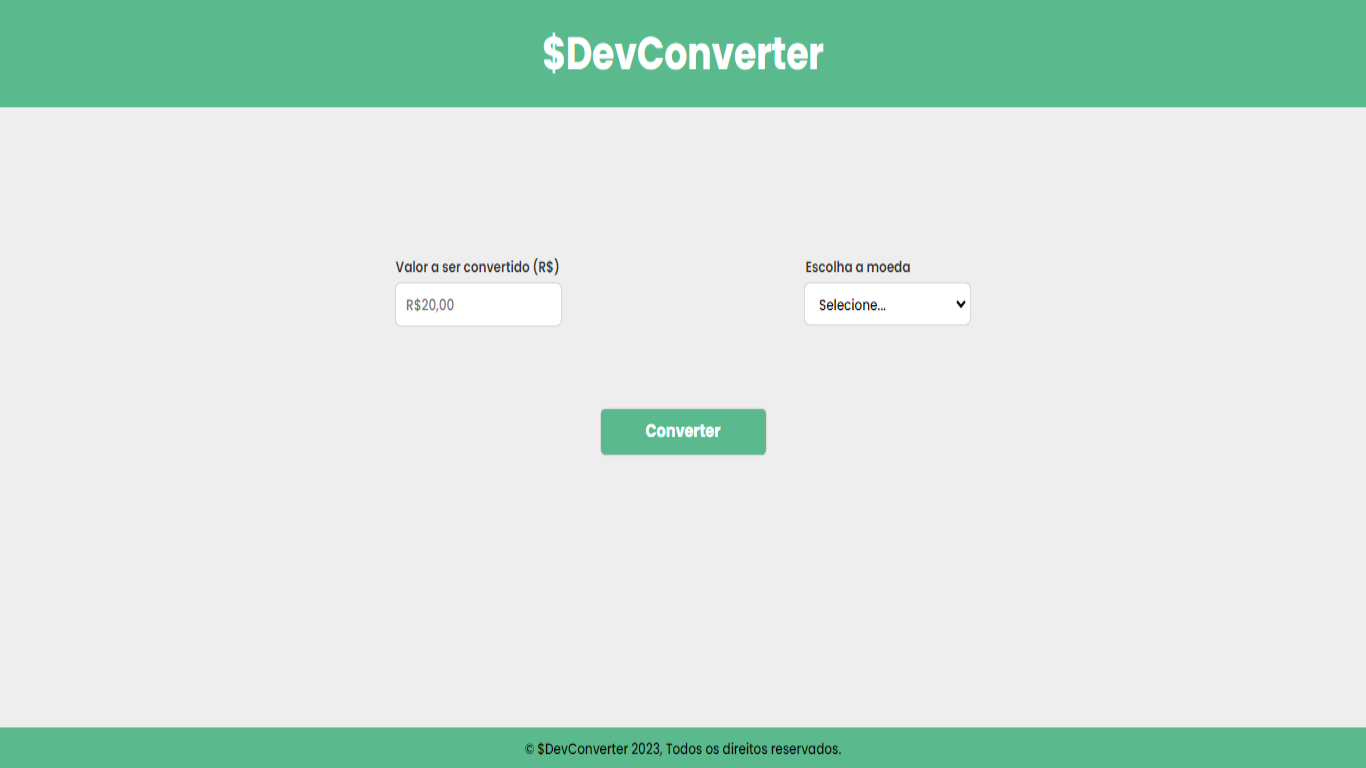 $DevConverter
Valor a ser convertido (R$)
Escolha a moeda
R$20,00
Selecione...
Converter
© $DevConverter 2023, Todos os direitos reservados.